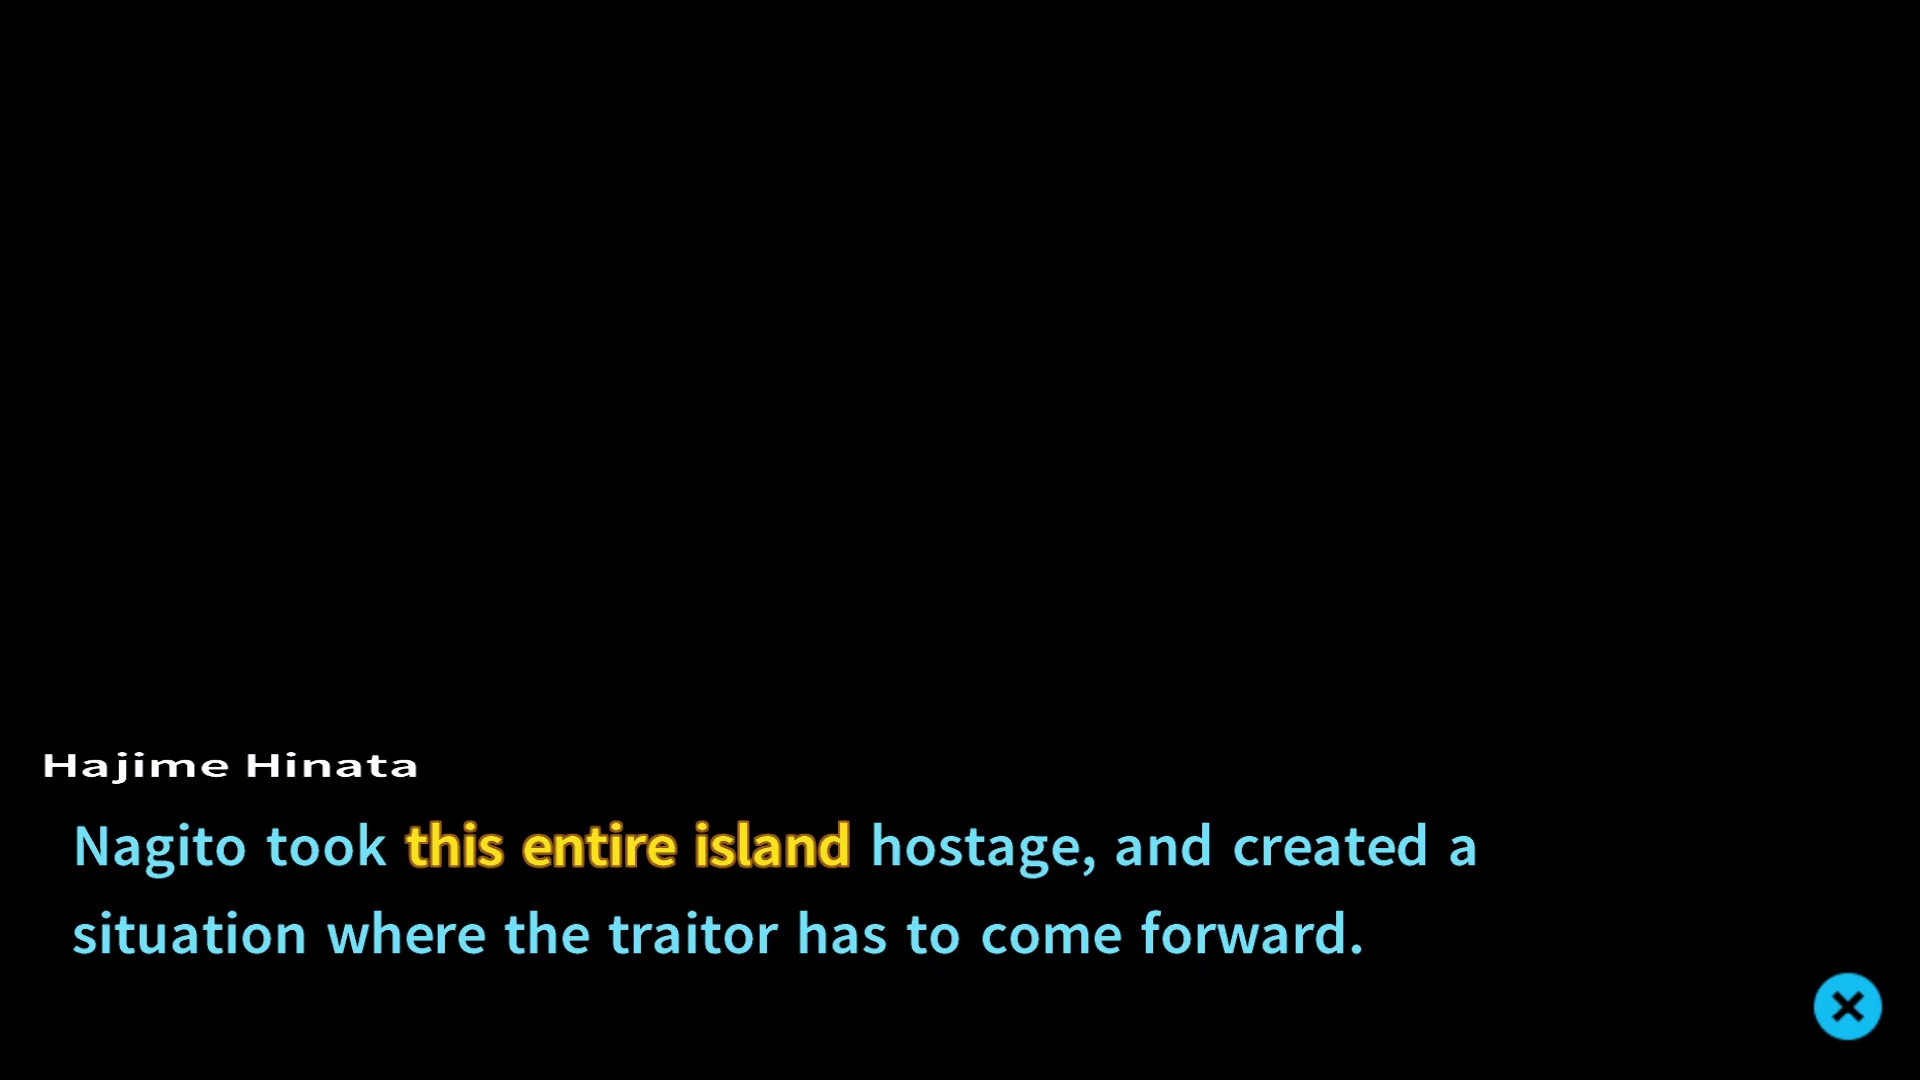 Hajime Hinata
Nagito took this entire island hostage, and created a
situation where the traitor has to come forward.